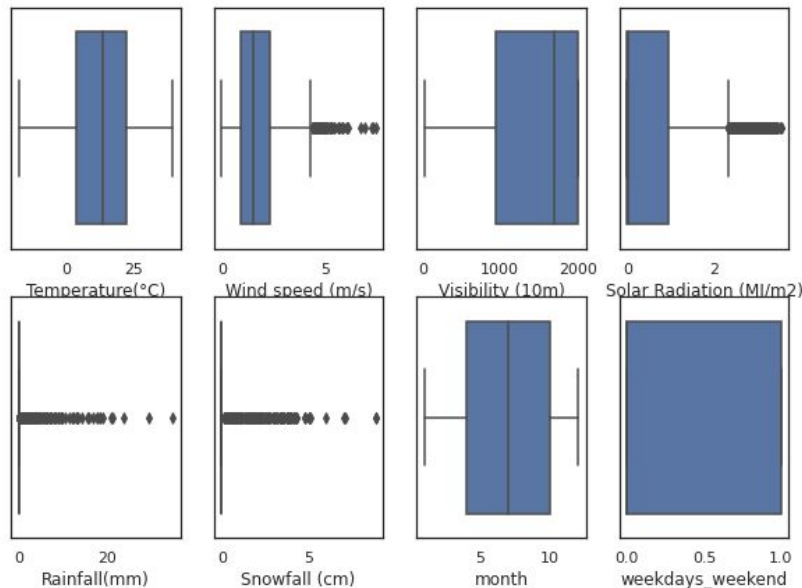 0 25 0 5 0 1000 2000 0 2
Temperature(°C) Wind speed (m/s) Visibility (10m) Solar Radiation (MJ/m2)
0 20 0 5 5 10 0.0 0.5 1.0
Rainfall(mm) Snowfall (cm) month weekdays_weekend